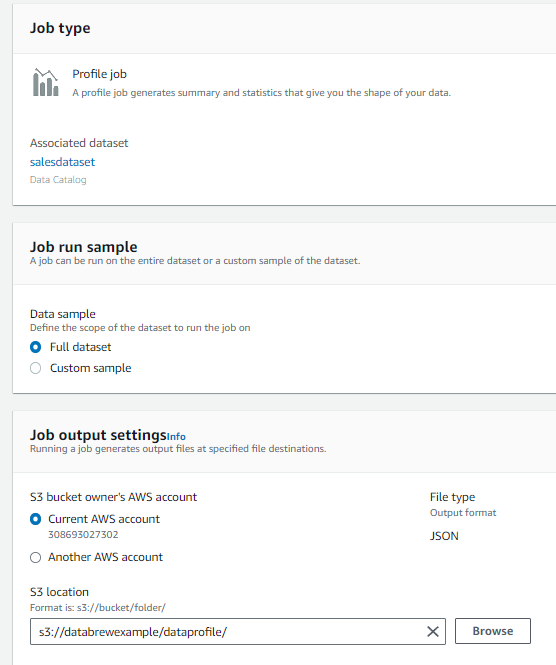 Job type
Profile job
A profile job generates summary and statistics that give you the shape of your data.
Associated dataset
salesdataset
Data Catalog
Job run sample
A job can be run on the entire dataset or a custom sample of the dataset.
Data sample
Define the scope of the dataset to run the job on
Full dataset
Custom sample
Job output settings Info
Running a job generates output files at specified file destinations.
S3 bucket owner's AWS account
Current AWS account
308693027302
Another AWS account
File type
Output format
JSON
S3 location
Format is: s3://bucket/folder/
s3://databrewexample/dataprofile/
Browse